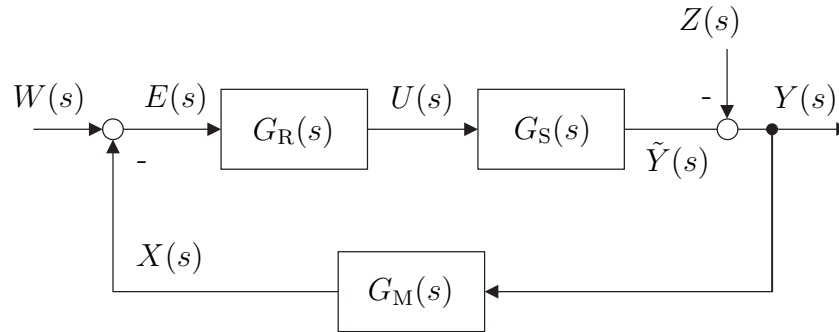 Z(s)
W(s) E(s) U(s) - Y(s)
G_R(s) G_S(s)
- Ỹ(s)
X(s)
G_M(s)